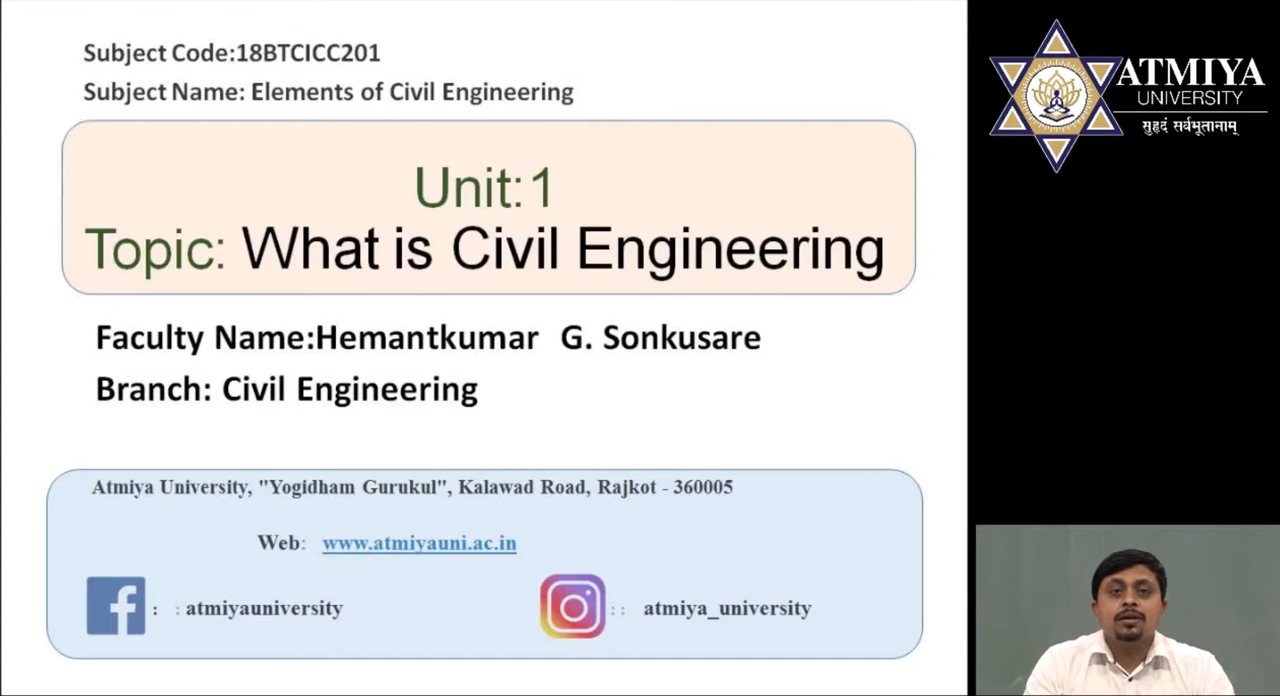 Subject Code:18BTCICC201
Subject Name: Elements of Civil Engineering
Unit:1
Topic: What is Civil Engineering
Faculty Name:Hemantkumar G. Sonkusare
Branch: Civil Engineering
Atmiya University, "Yogidham Gurukul", Kalawad Road, Rajkot - 360005
Web: www.atmiyauni.ac.in
: : atmiyauniversity
: : atmiya_university
ATMIYA
UNIVERSITY
सुहृदं सर्वभूतानाम्